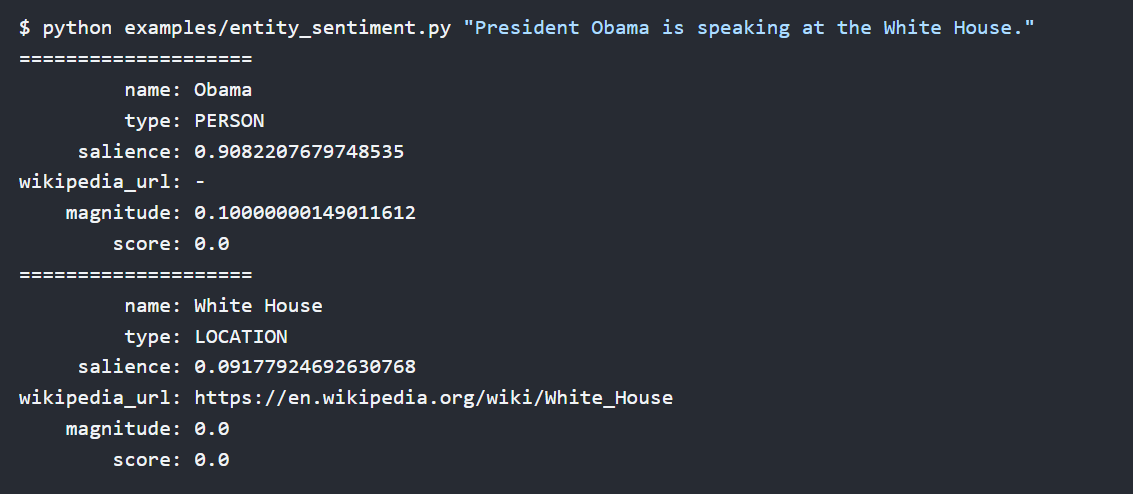 $ python examples/entity_sentiment.py "President Obama is speaking at the White House."
====================
name: Obama
type: PERSON
salience: 0.9082207679748535
wikipedia_url: -
magnitude: 0.10000000149011612
score: 0.0
====================
name: White House
type: LOCATION
salience: 0.09177924692630768
wikipedia_url: https://en.wikipedia.org/wiki/White_House
magnitude: 0.0
score: 0.0